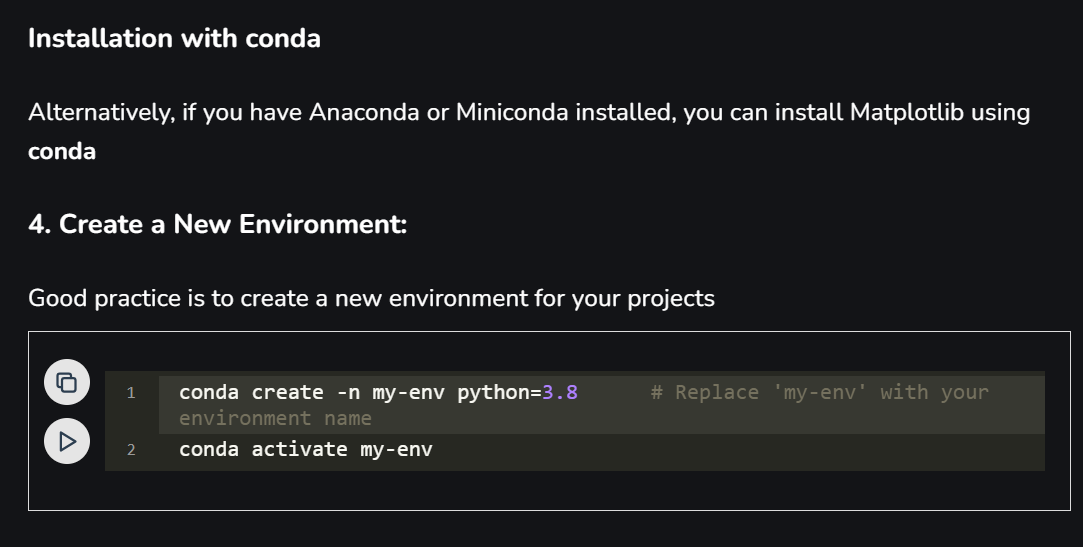 Installation with conda
Alternatively, if you have Anaconda or Miniconda installed, you can install Matplotlib using
conda
4. Create a New Environment:
Good practice is to create a new environment for your projects
1 conda create -n my-env python=3.8 # Replace 'my-env' with your
environment name
2 conda activate my-env